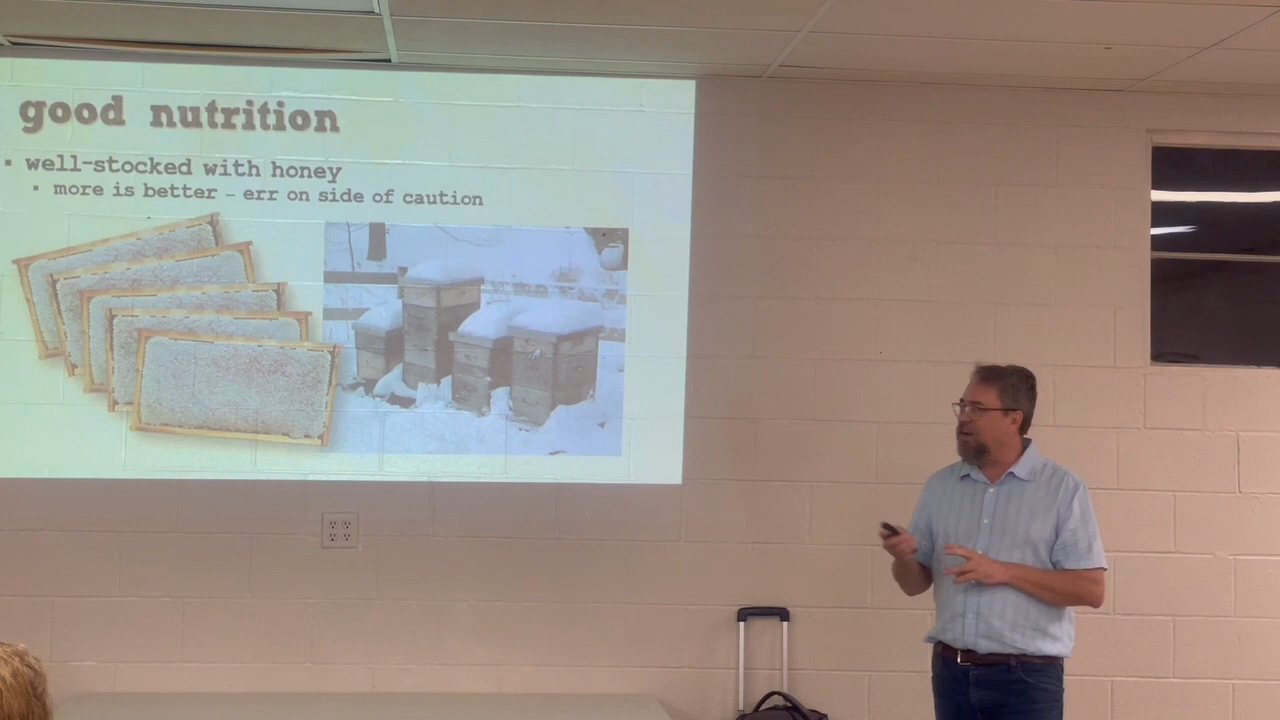 good nutrition
▪ well-stocked with honey
▪ more is better – err on side of caution